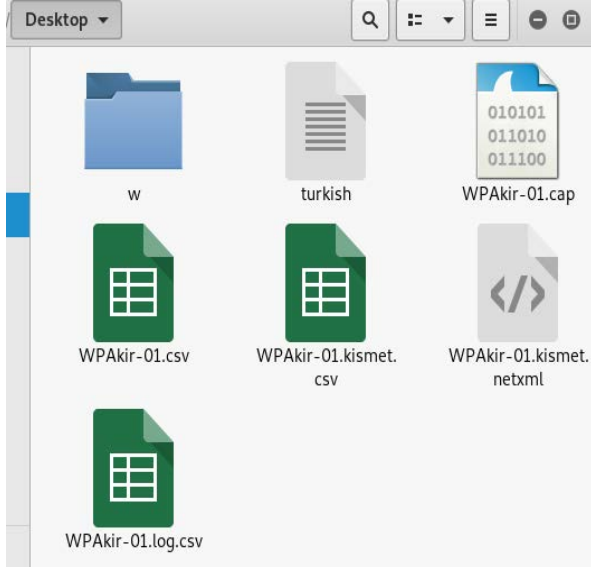 Desktop
010101
011010
011100
w
turkish
WPAkir-01.cap
WPAkir-01.csv
WPAkir-01.kismet.
csv
WPAkir-01.kismet.
netxml
WPAkir-01.log.csv